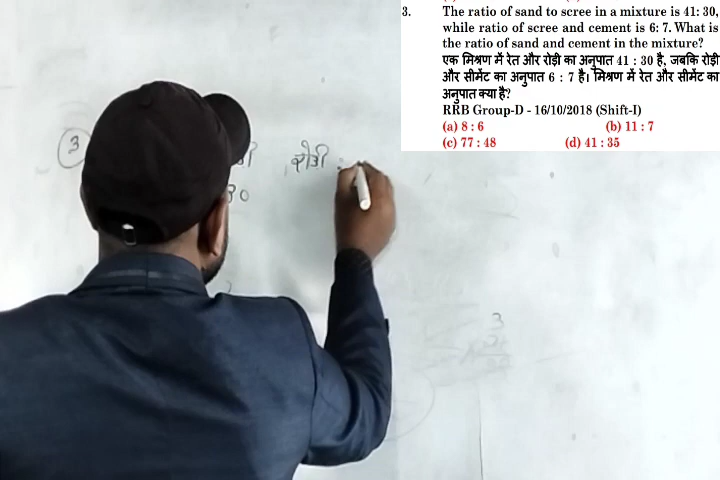 3. The ratio of sand to scree in a mixture is 41: 30,
while ratio of scree and cement is 6: 7. What is
the ratio of sand and cement in the mixture?
एक मिश्रण में रेत और रोड़ी का अनुपात 41 : 30 है, जबकि रोड़ी
और सीमेंट का अनुपात 6 : 7 है। मिश्रण में रेत और सीमेंट का
अनुपात क्या है?
RRB Group-D - 16/10/2018 (Shift-I)
(a) 8 : 6 (b) 11 : 7
(c) 77 : 48 (d) 41 : 35
3 रोडी :
30
3